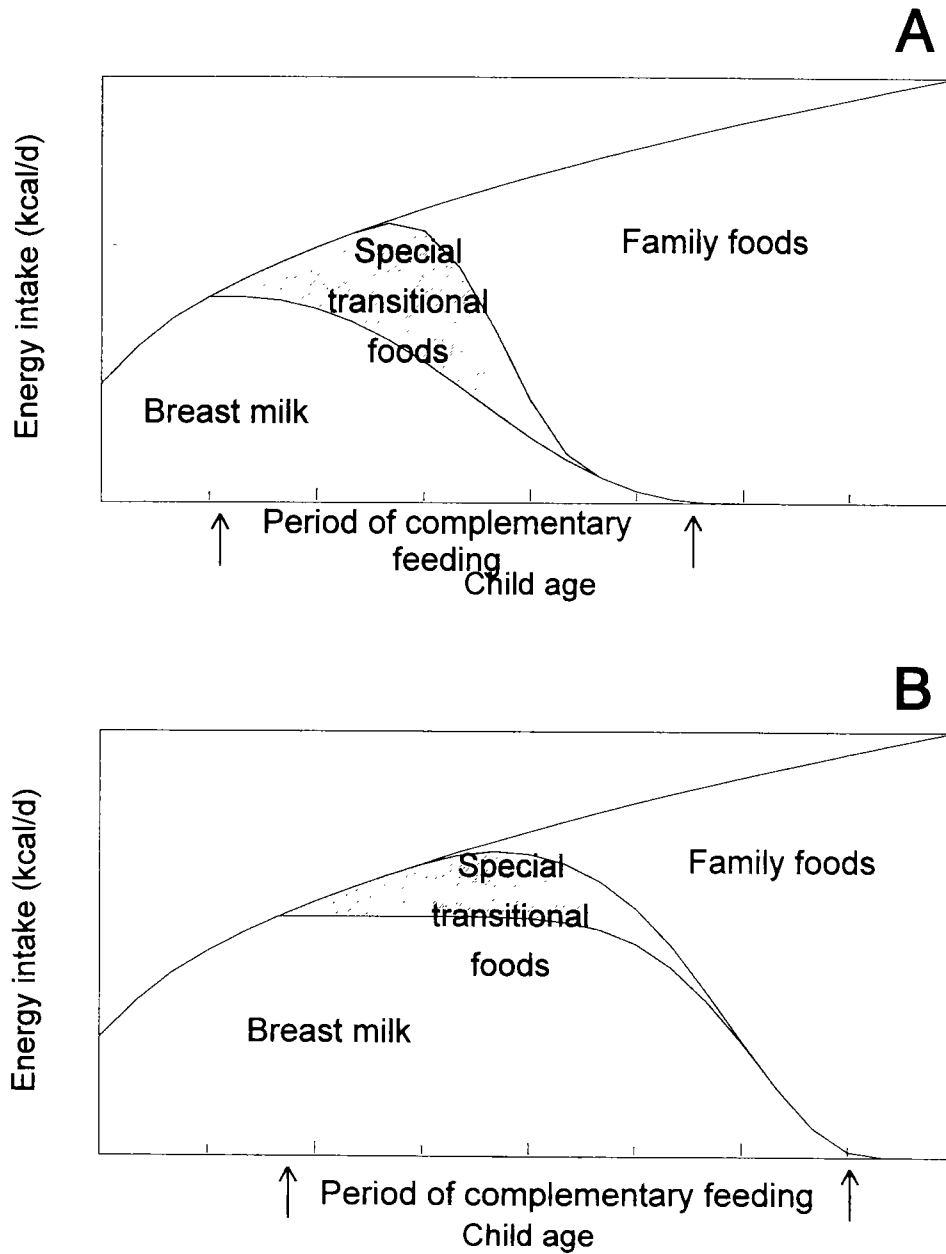 A
Energy intake (kcal/d)
Special
transitional
foods
Family foods
Breast milk
Period of complementary
feeding
Child age
B
Energy intake (kcal/d)
Special
transitional
foods
Family foods
Breast milk
Period of complementary feeding
Child age